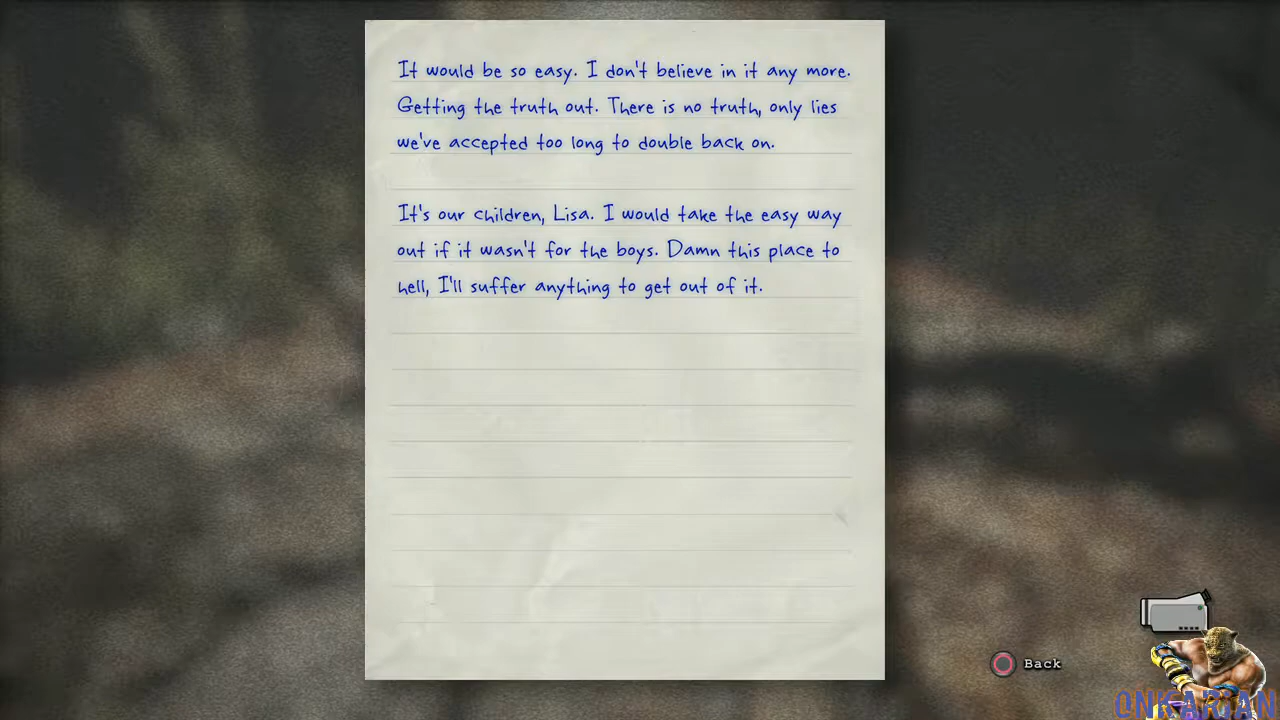 It would be so easy. I don't believe in it any more.
Getting the truth out. There is no truth, only lies
we've accepted too long to double back on.
It's our children, Lisa. I would take the easy way
out if it wasn't for the boys. Damn this place to
hell, I'll suffer anything to get out of it.
Back
ONKARIAN